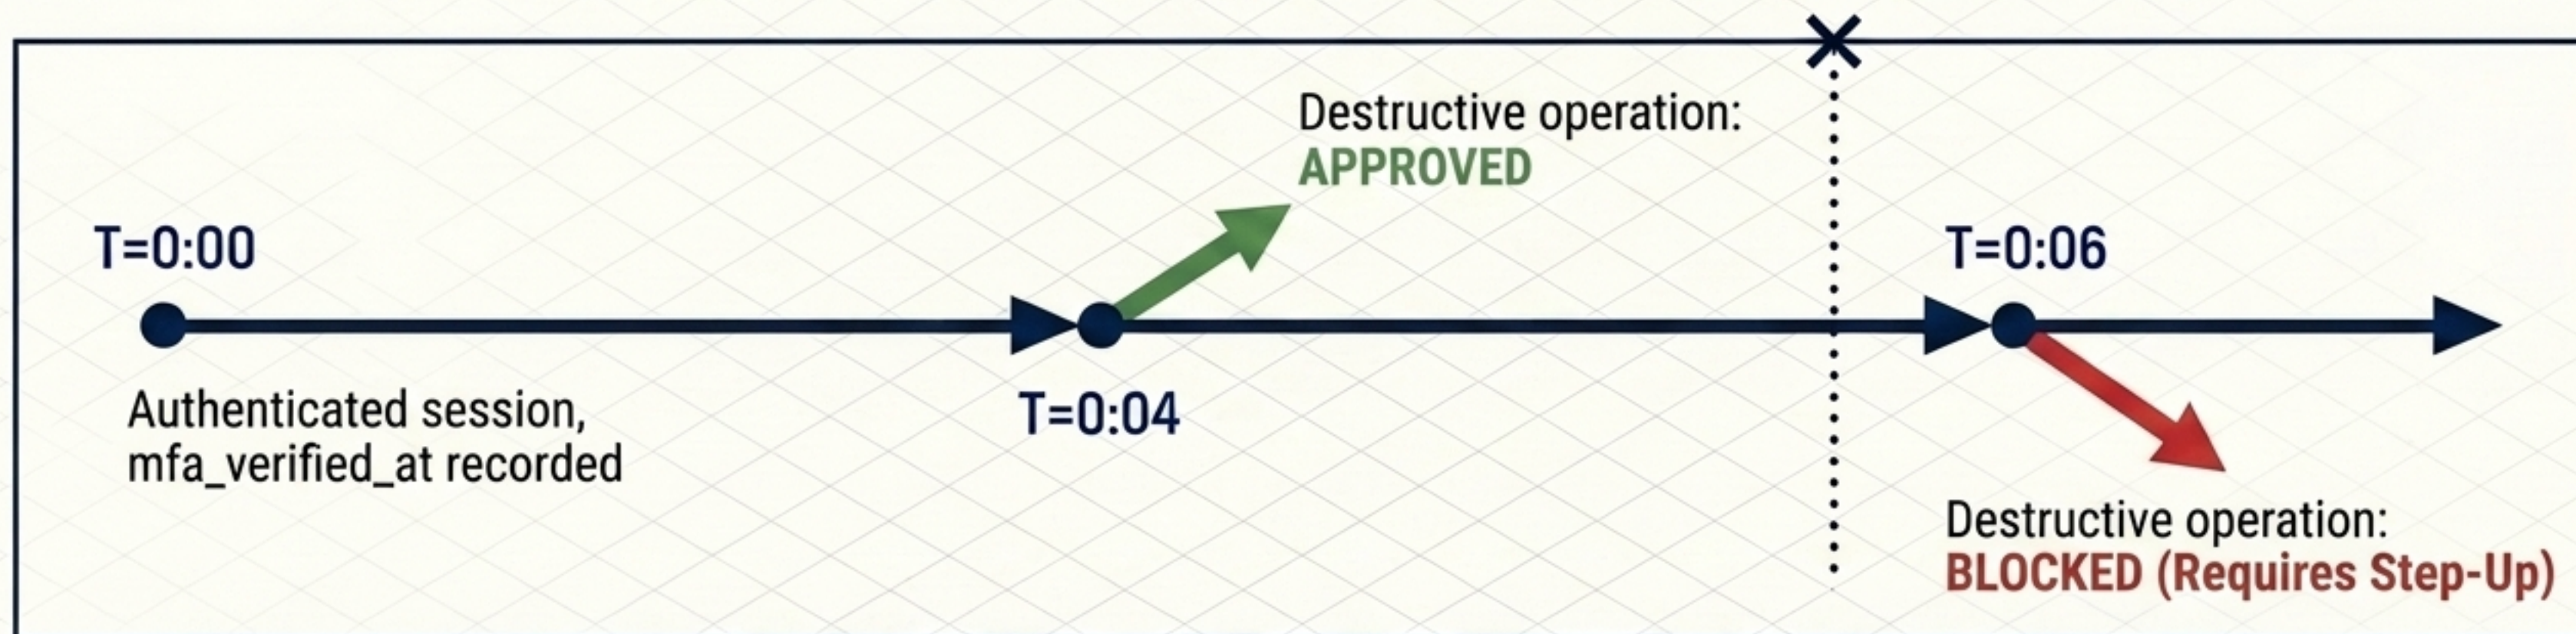 T=0:00
Authenticated session,
mfa_verified_at recorded
T=0:04
Destructive operation:
APPROVED
T=0:06
Destructive operation:
BLOCKED (Requires Step-Up)